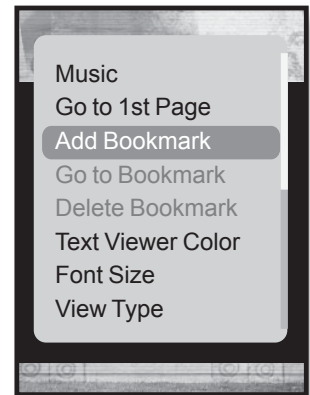 Music
Go to 1st Page
Add Bookmark
Go to Bookmark
Delete Bookmark
Text Viewer Color
Font Size
View Type